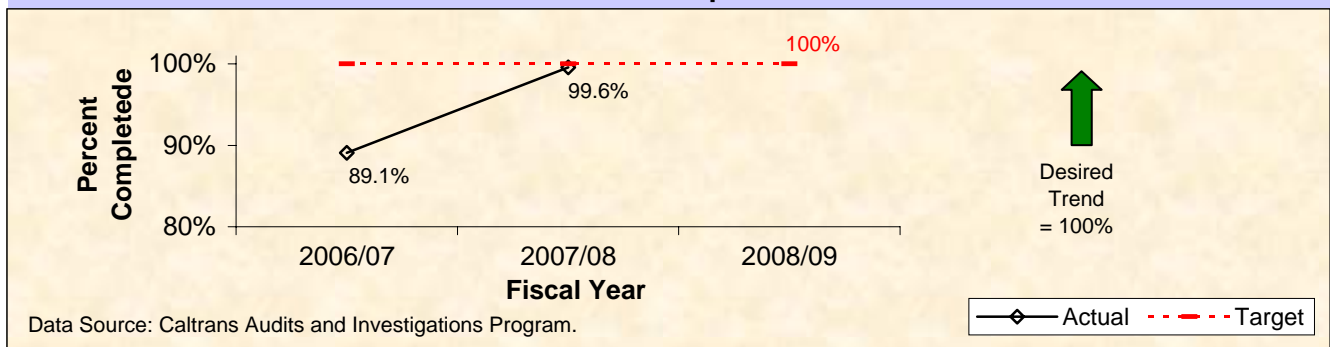 100%
100%
99.6%
90%
89.1%
80%
Percent
Completede
2006/07 2007/08 2008/09
Fiscal Year
Desired
Trend
= 100%
Data Source: Caltrans Audits and Investigations Program.
Actual Target